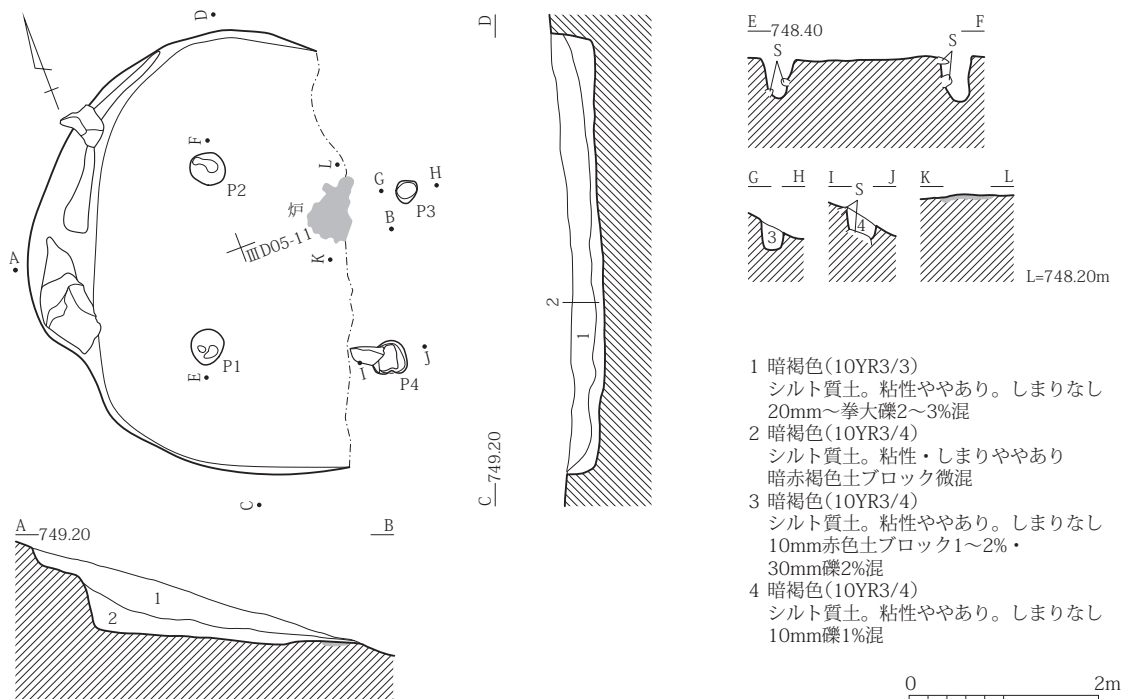 D
D
E
748.40
F
S
S
F
P2
L
G
H
P3
B
炉
ⅢD05-11
K
A
G
H
I
J
K
L
S
3
4
L=748.20m
2
1
P1
E
I
P4
J
C
C
749.20
A
749.20
B
1
2
1 暗褐色(10YR3/3)
シルト質土。粘性ややあり。しまりなし
20mm～拳大礫2～3%混
2 暗褐色(10YR3/4)
シルト質土。粘性・しまりややあり
暗赤褐色土ブロック微混
3 暗褐色(10YR3/4)
シルト質土。粘性ややあり。しまりなし
10mm赤色土ブロック1～2%・
30mm礫2%混
4 暗褐色(10YR3/4)
シルト質土。粘性ややあり。しまりなし
10mm礫1%混
0
2m